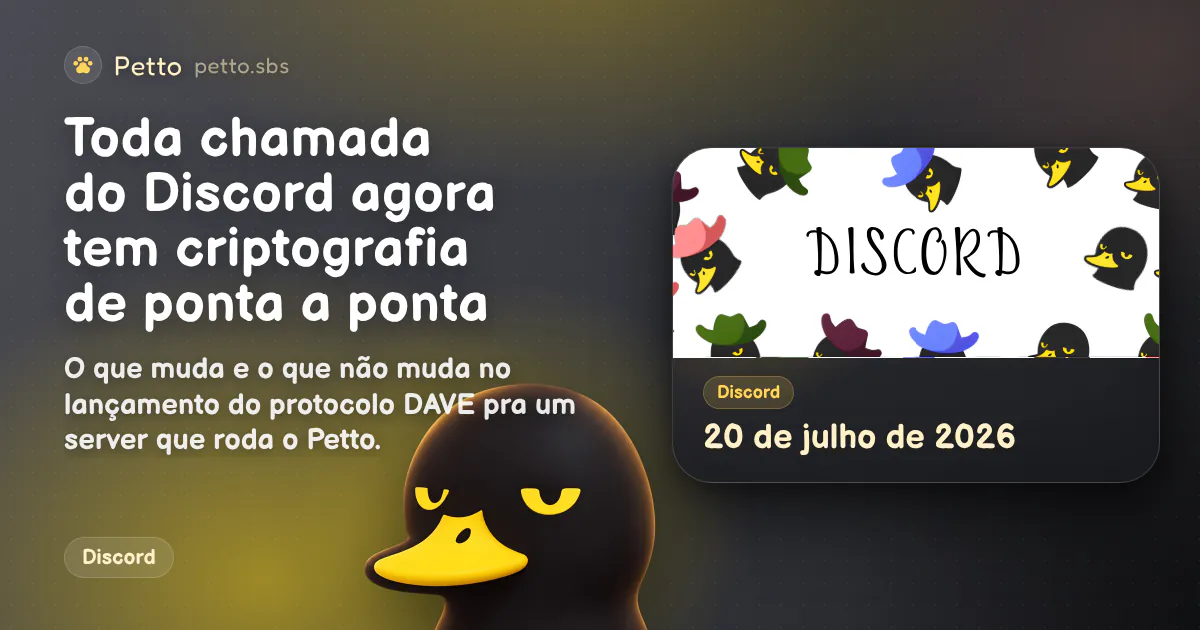 Petto petto.sbs
Toda chamada
do Discord agora
tem criptografia
de ponta a ponta
O que muda e o que não muda no
lançamento do protocolo DAVE pra um
server que roda o Petto.
Discord
DISCORD
Discord
20 de julho de 2026